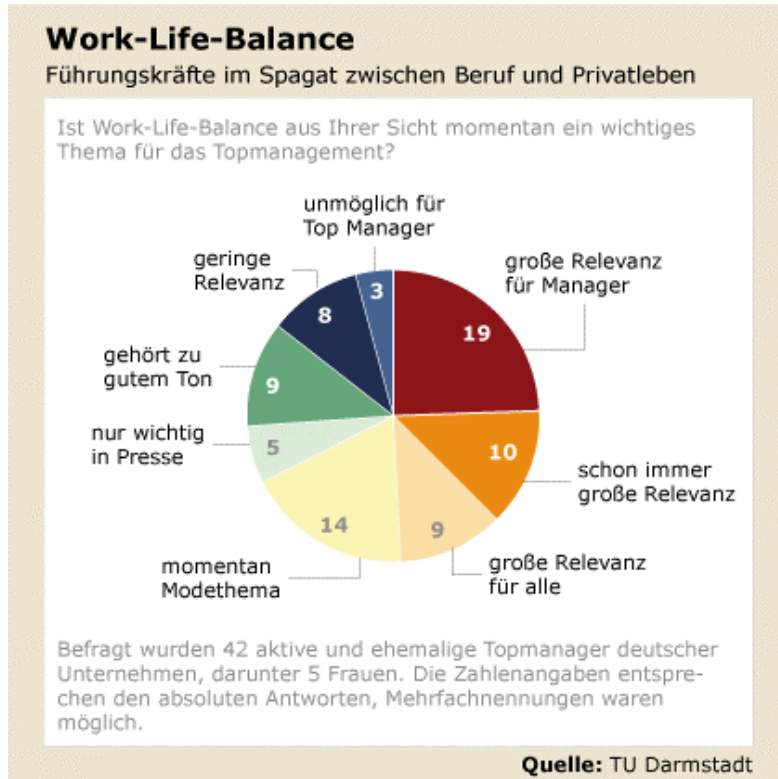 Work-Life-Balance
Führungskräfte im Spagat zwischen Beruf und Privatleben
Ist Work-Life-Balance aus Ihrer Sicht momentan ein wichtiges
Thema für das Topmanagement?
unmöglich für
Top Manager
3
große Relevanz
für Manager
19
schon immer
große Relevanz
10
große Relevanz
für alle
9
momentan
Modethema
14
nur wichtig
in Presse
5
gehört zu
gutem Ton
9
geringe
Relevanz
8
Befragt wurden 42 aktive und ehemalige Topmanager deutscher
Unternehmen, darunter 5 Frauen. Die Zahlenangaben entspre-
chen den absoluten Antworten, Mehrfachnennungen waren
möglich.
Quelle: TU Darmstadt